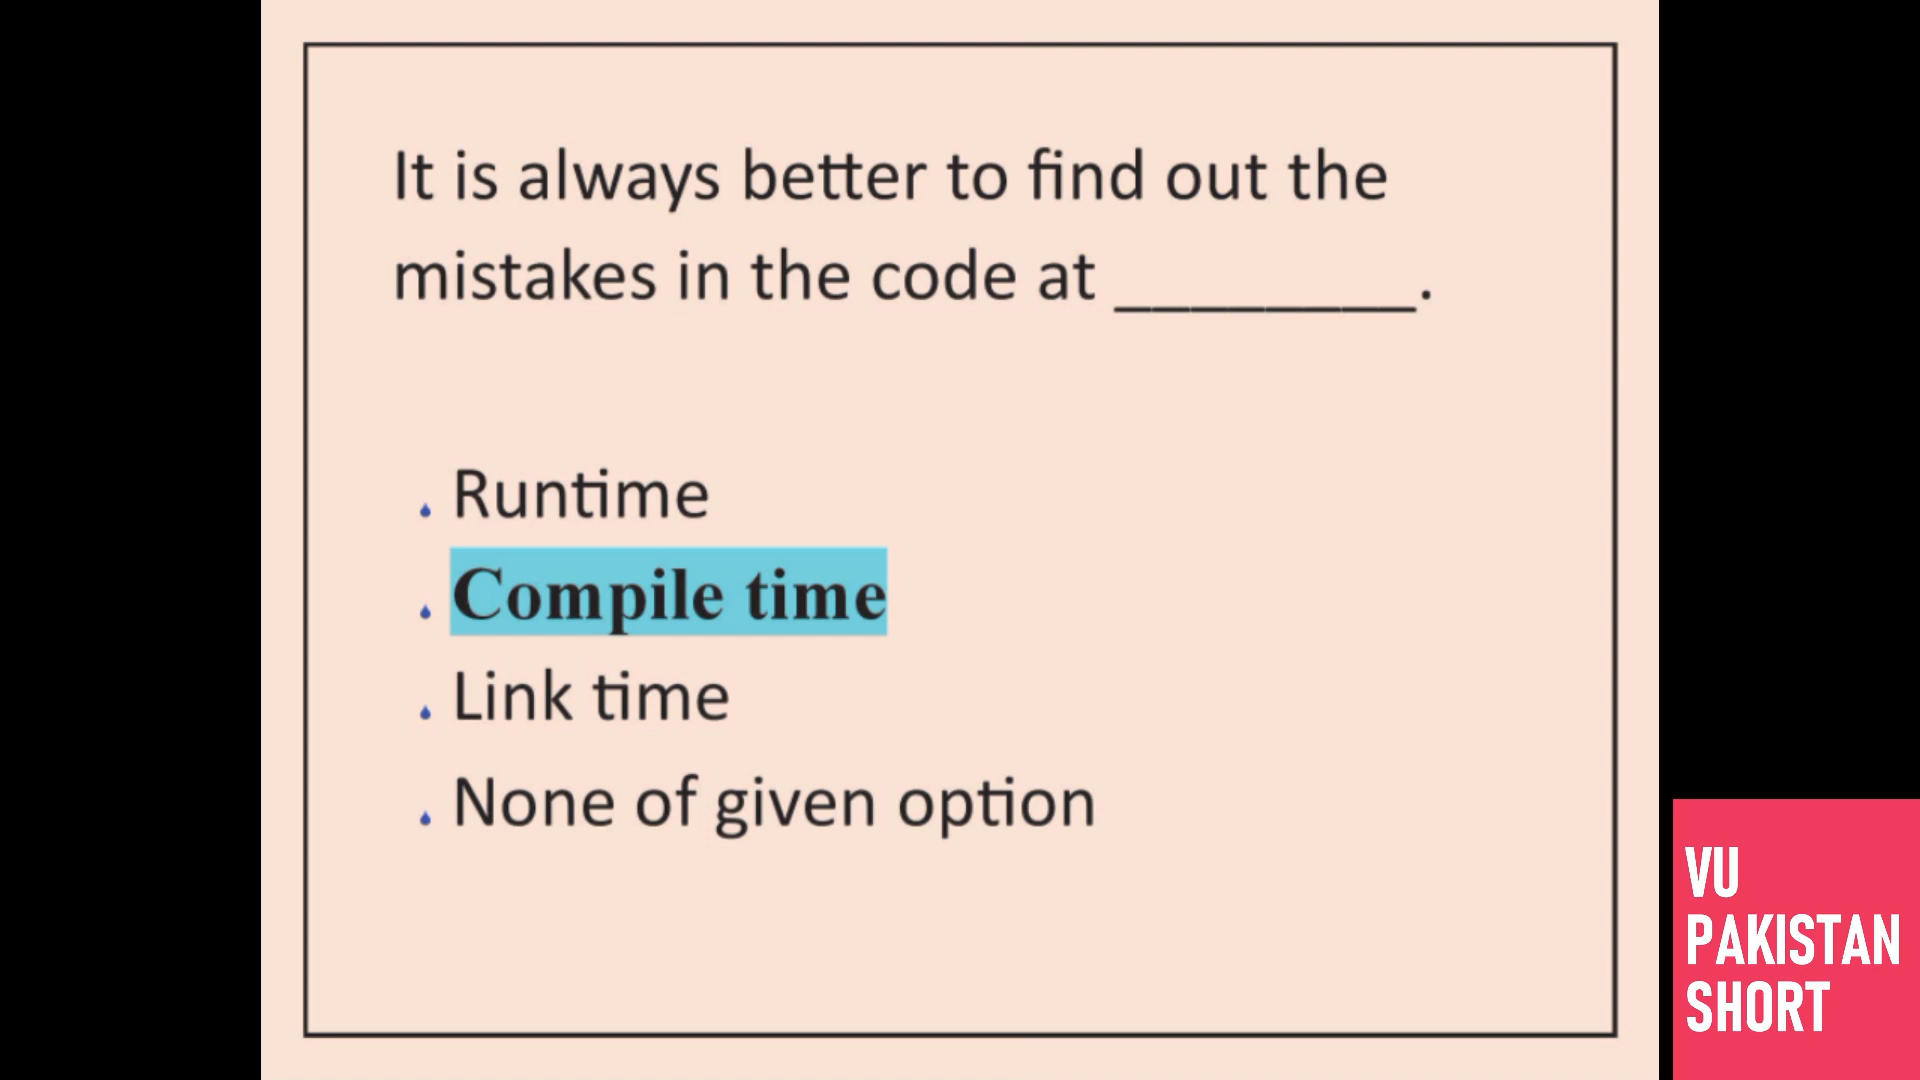 It is always better to find out the
mistakes in the code at ________.
Runtime
Compile time
Link time
None of given option
VU
PAKISTAN
SHORT